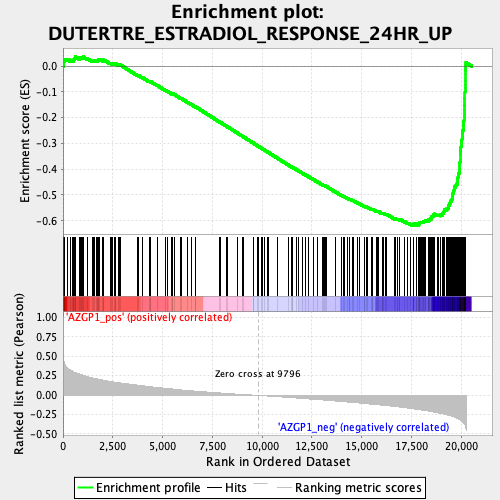 Enrichment plot:
DUTERTRE_ESTRADIOL_RESPONSE_24HR_UP
Enrichment score (ES)
0.0
-0.1
-0.2
-0.3
-0.4
-0.5
-0.6
Ranked list metric (Pearson)
1.00
0.75
0.50
0.25
0.00
-0.25
-0.50
'AZGP1_pos' (positively correlated)
Zero cross at 9796
'AZGP1_neg' (negatively correlated)
0
2,500
5,000
7,500
10,000
12,500
15,000
17,500
20,000
Rank in Ordered Dataset
Enrichment profile
Hits
Ranking metric scores